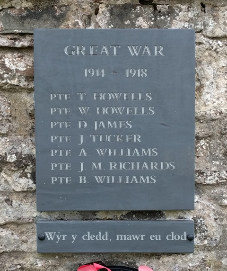 GREAT WAR
1914 - 1918
PTE T HOWELLS
PTE W HOWELLS
PTE D JAMES
PTE J TUCKER
PTE A WILLIAMS
PTE J M RICHARDS
PTE B WILLIAMS
Wŷr y cledd, mawr eu clod